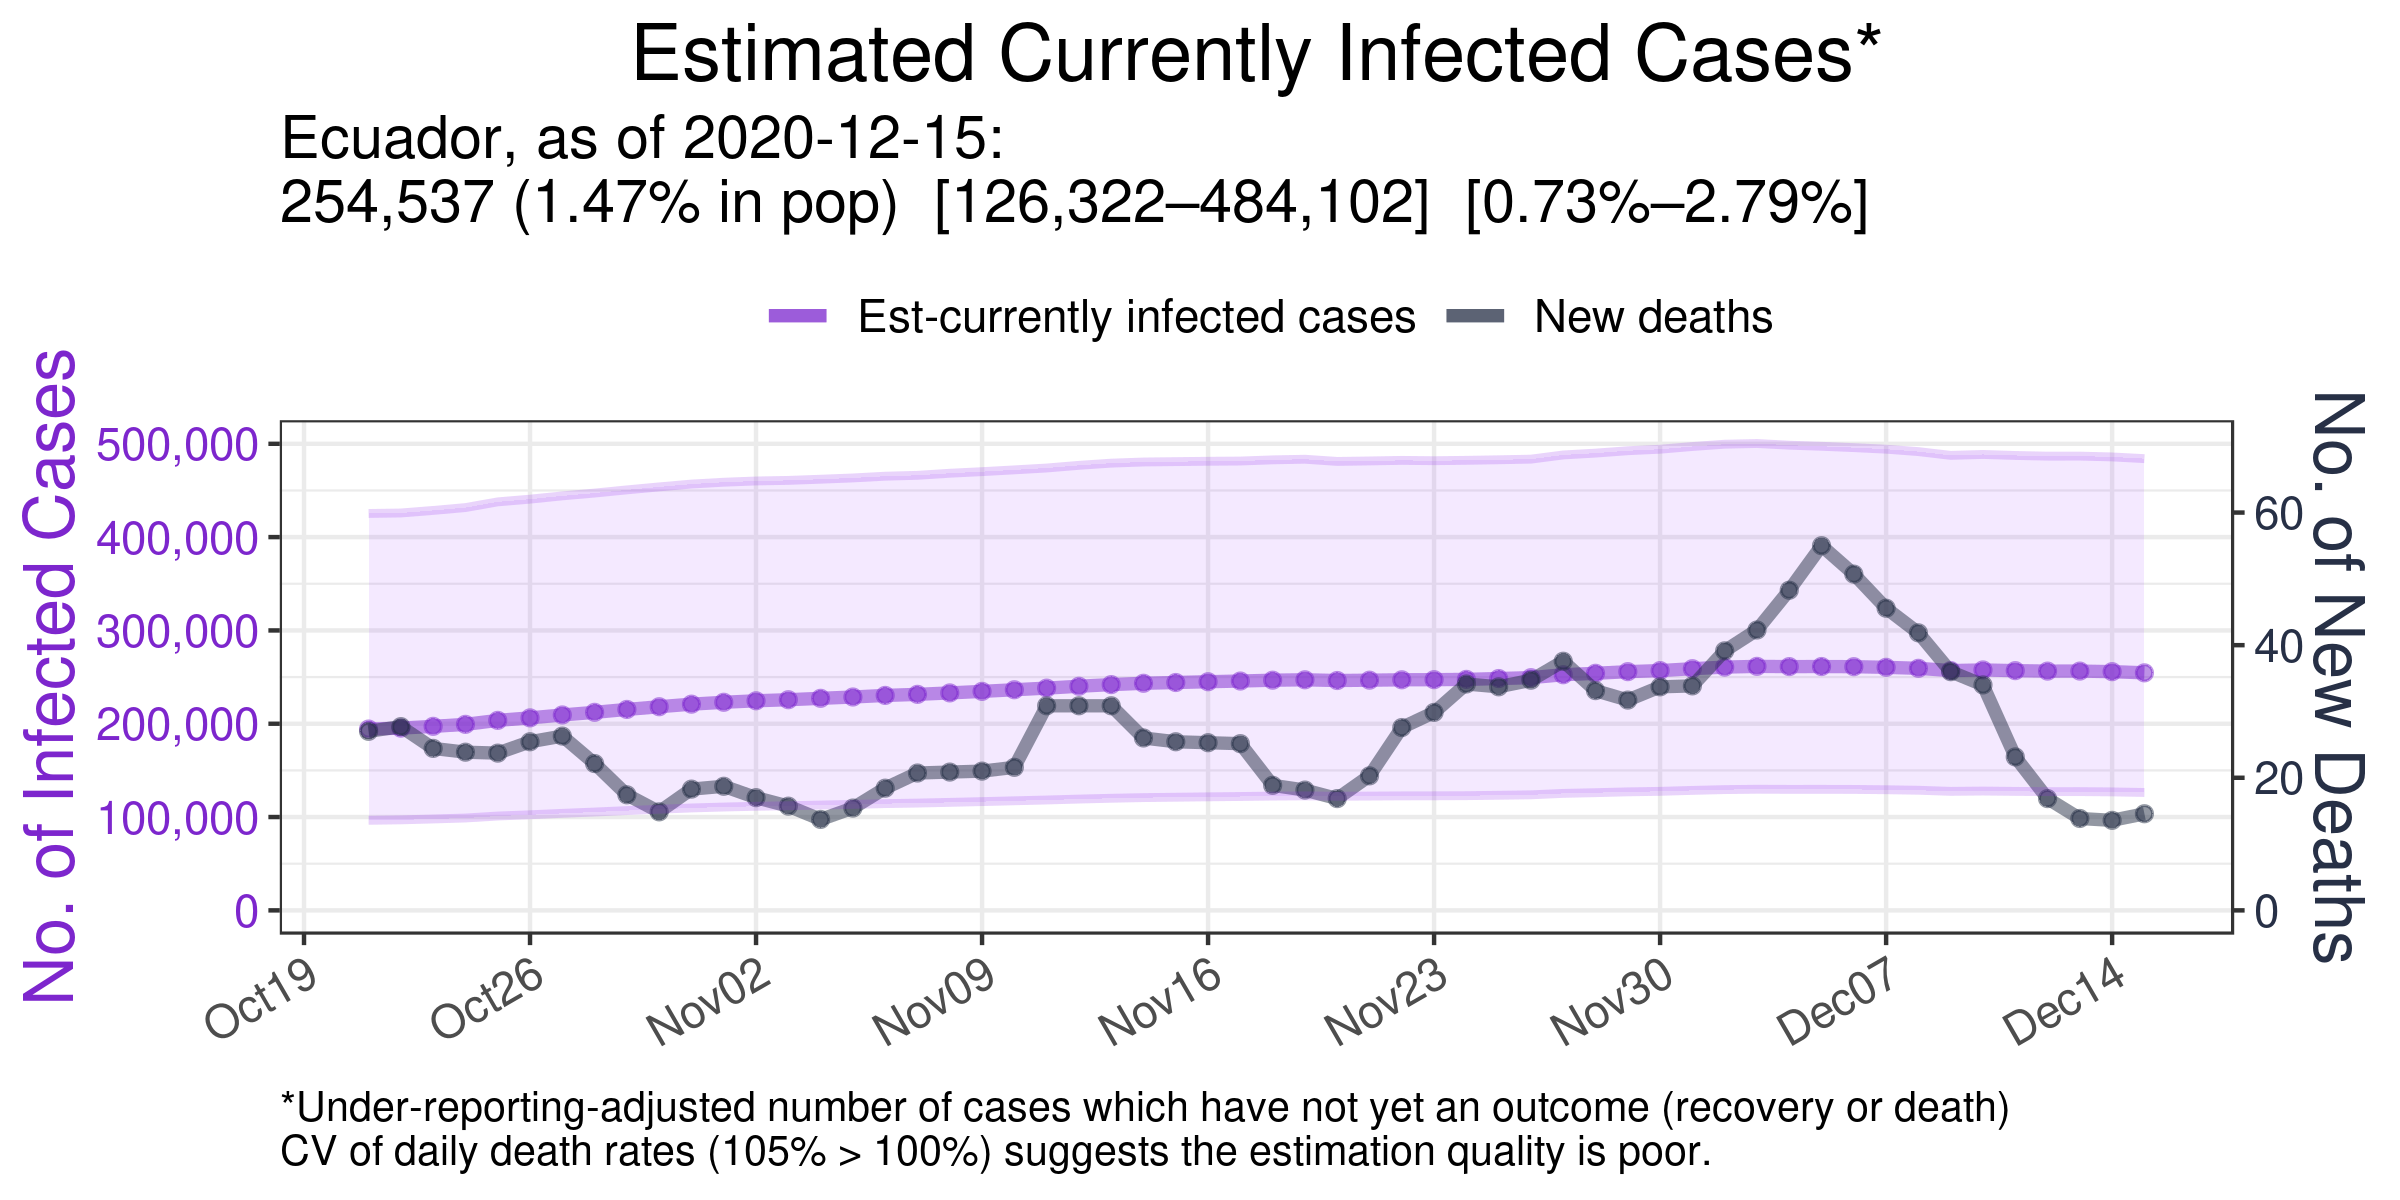 Estimated Currently Infected Cases*
Ecuador, as of 2020-12-15:
254,537 (1.47% in pop)  [126,322–484,102]  [0.73%–2.79%]
Est-currently infected cases
New deaths
No. of Infected Cases
500,000
400,000
300,000
200,000
100,000
0
No. of New Deaths
60
40
20
0
Oct19
Oct26
Nov02
Nov09
Nov16
Nov23
Nov30
Dec07
Dec14
*Under-reporting-adjusted number of cases which have not yet an outcome (recovery or death)
CV of daily death rates (105% > 100%) suggests the estimation quality is poor.